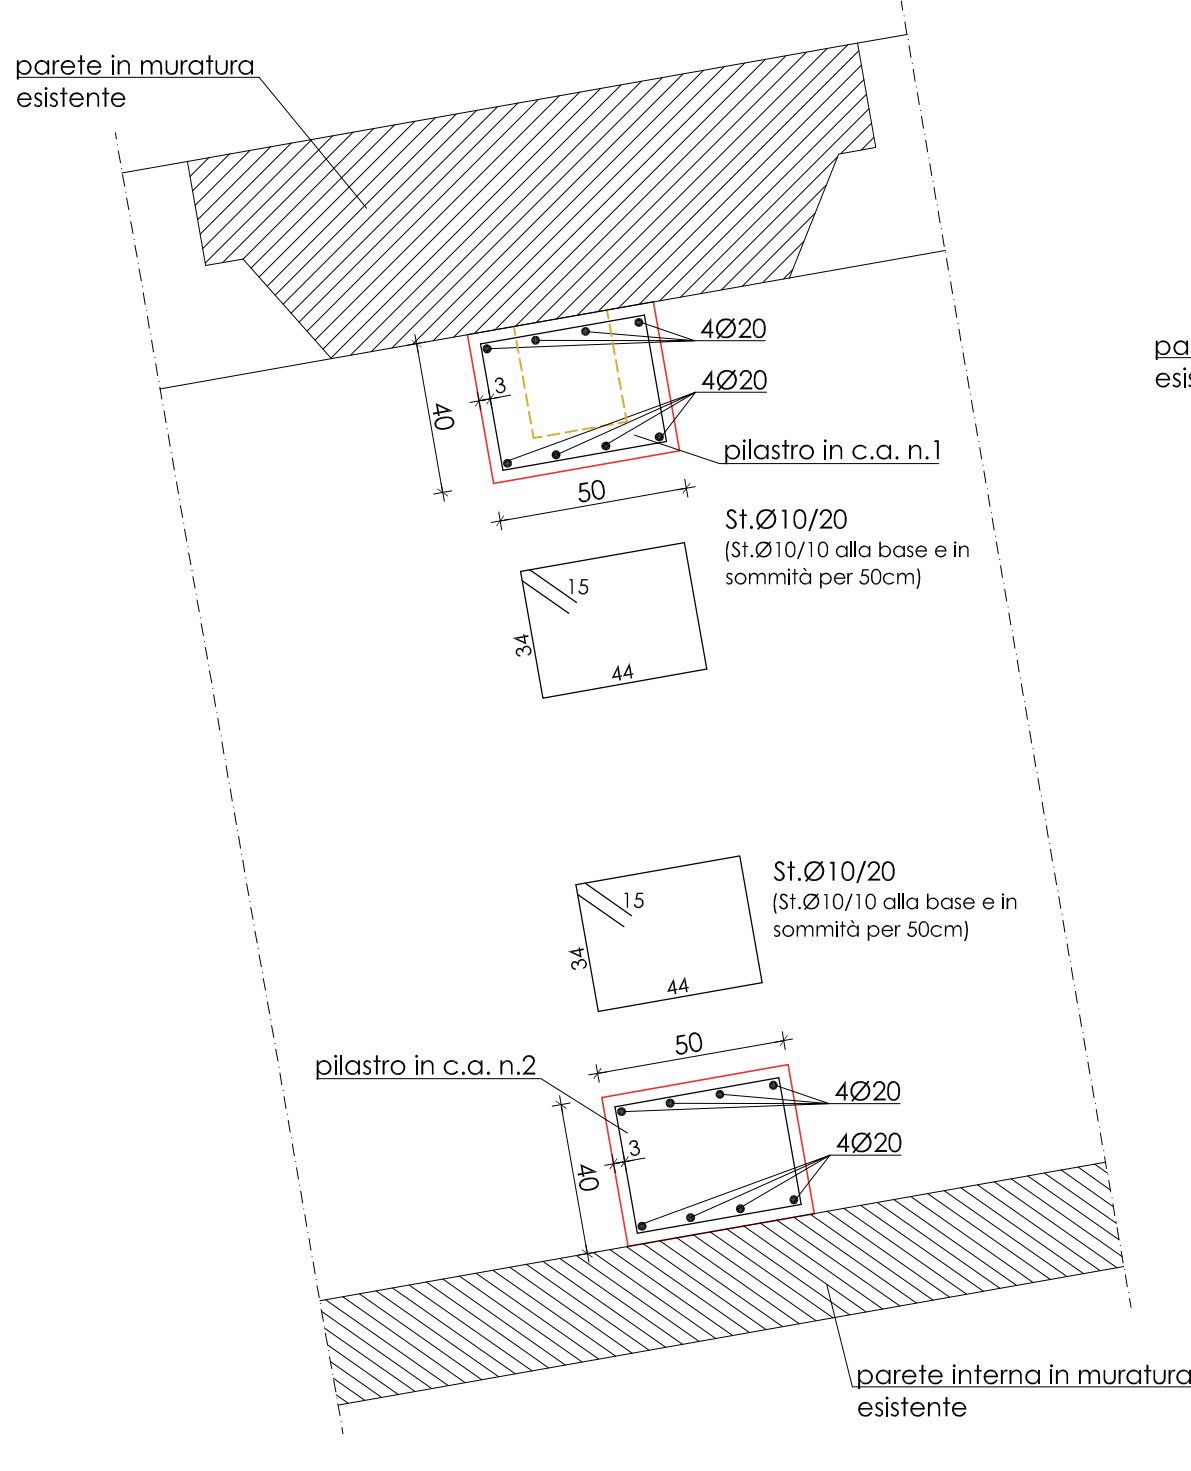 parete in muratura
esistente
4Ø20
pa
esis
3
4Ø20
40
pilastro in c.a. n.1
50
St.Ø10/20
(St.Ø10/10 alla base e in
sommità per 50cm)
15
34
44
St.Ø10/20
(St.Ø10/10 alla base e in
sommità per 50cm)
15
34
44
50
pilastro in c.a. n.2
4Ø20
3
4Ø20
40
parete interna in muratura
esistente